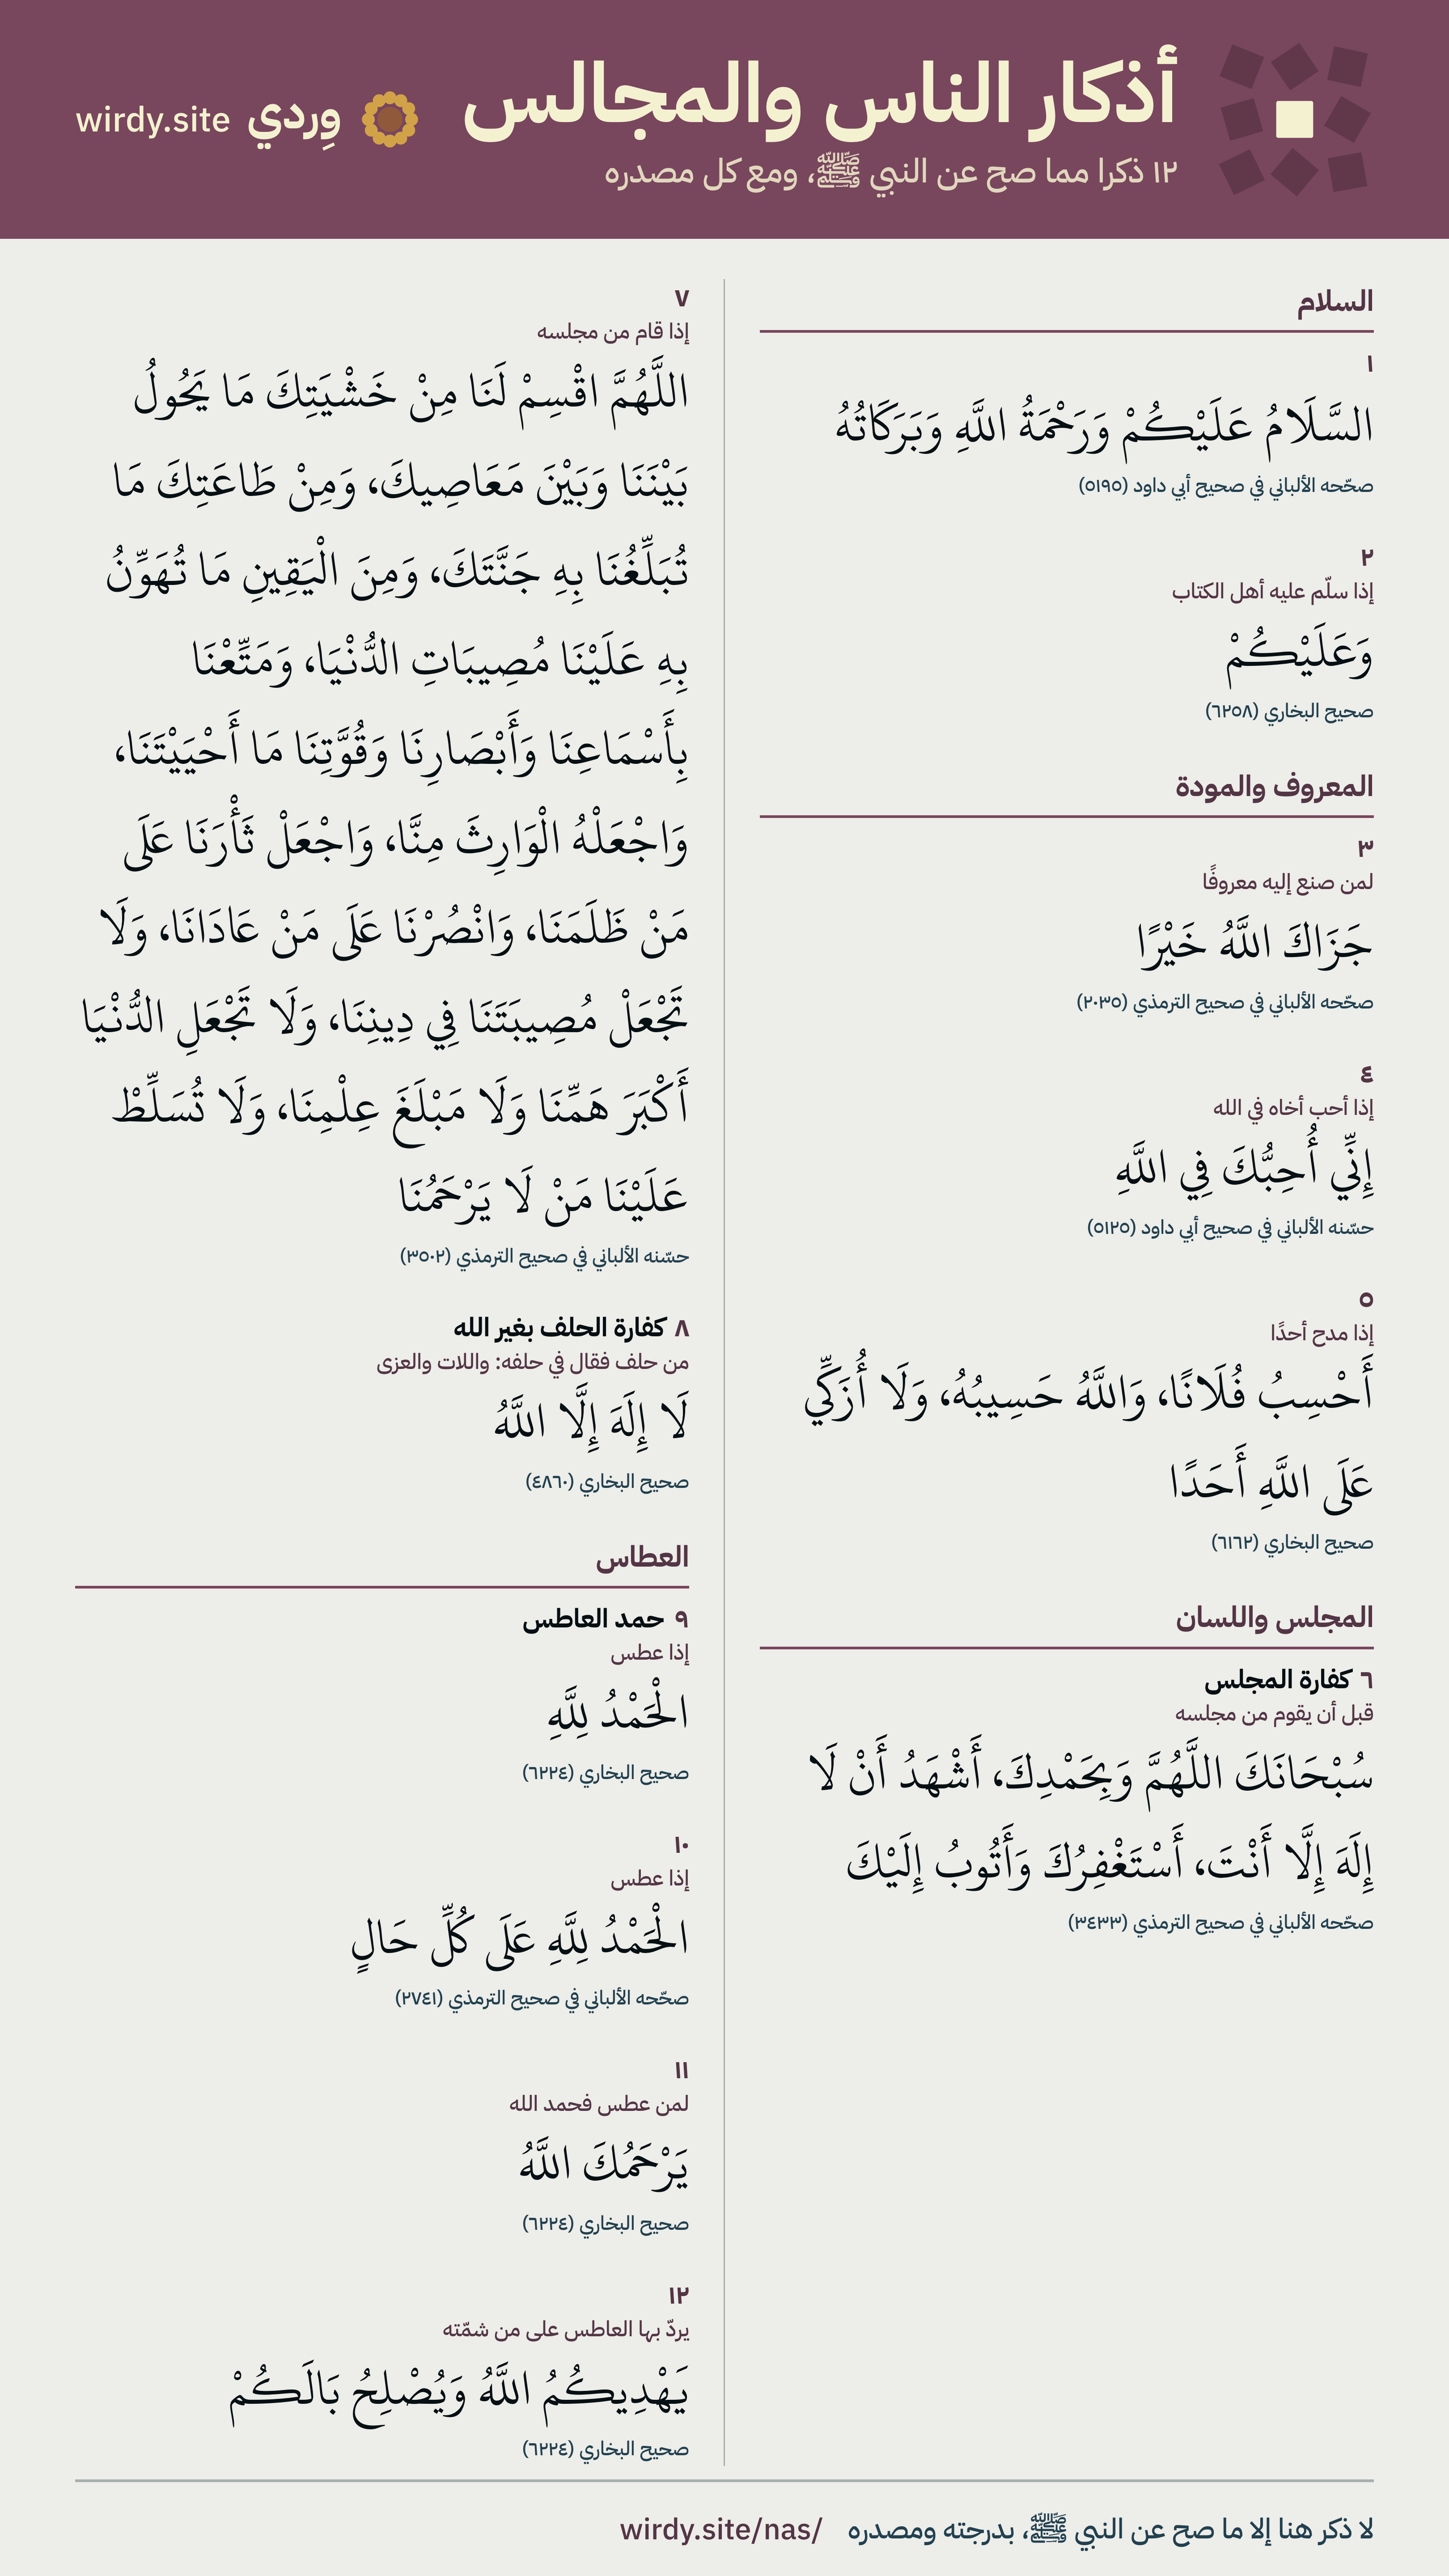 أذكار الناس والمجالس
١٢ ذكرا مما صح عن النبي ﷺ، ومع كل مصدره
وِردي wirdy.site
السلام
١
السَّلَامُ عَلَيْكُمْ وَرَحْمَةُ اللَّهِ وَبَرَكَاتُهُ
صحّحه الألباني في صحيح أبي داود (٥١٩٥)
٢
إذا سلّم عليه أهل الكتاب
وَعَلَيْكُمْ
صحيح البخاري (٦٢٥٨)
المعروف والمودة
٣
لمن صنع إليه معروفًا
جَزَاكَ اللَّهُ خَيْرًا
صحّحه الألباني في صحيح الترمذي (٢٠٣٥)
٤
إذا أحب أخاه في الله
إِنِّي أُحِبُّكَ فِي اللَّهِ
حسّنه الألباني في صحيح أبي داود (٥١٢٥)
٥
إذا مدح أحدًا
أَحْسِبُ فُلَانًا، وَاللَّهُ حَسِيبُهُ، وَلَا أُزَكِّي
عَلَى اللَّهِ أَحَدًا
صحيح البخاري (٦١٦٢)
المجلس واللسان
٦ كفارة المجلس
قبل أن يقوم من مجلسه
سُبْحَانَكَ اللَّهُمَّ وَبِحَمْدِكَ، أَشْهَدُ أَنْ لَا
إِلَهَ إِلَّا أَنْتَ، أَسْتَغْفِرُكَ وَأَتُوبُ إِلَيْكَ
صحّحه الألباني في صحيح الترمذي (٣٤٣٣)
٧
إذا قام من مجلسه
اللَّهُمَّ اقْسِمْ لَنَا مِنْ خَشْيَتِكَ مَا يَحُولُ
بَيْنَنَا وَبَيْنَ مَعَاصِيكَ، وَمِنْ طَاعَتِكَ مَا
تُبَلِّغُنَا بِهِ جَنَّتَكَ، وَمِنَ الْيَقِينِ مَا تُهَوِّنُ
بِهِ عَلَيْنَا مُصِيبَاتِ الدُّنْيَا، وَمَتِّعْنَا
بِأَسْمَاعِنَا وَأَبْصَارِنَا وَقُوَّتِنَا مَا أَحْيَيْتَنَا،
وَاجْعَلْهُ الْوَارِثَ مِنَّا، وَاجْعَلْ ثَأْرَنَا عَلَى
مَنْ ظَلَمَنَا، وَانْصُرْنَا عَلَى مَنْ عَادَانَا، وَلَا
تَجْعَلْ مُصِيبَتَنَا فِي دِينِنَا، وَلَا تَجْعَلِ الدُّنْيَا
أَكْبَرَ هَمِّنَا وَلَا مَبْلَغَ عِلْمِنَا، وَلَا تُسَلِّطْ
عَلَيْنَا مَنْ لَا يَرْحَمُنَا
حسّنه الألباني في صحيح الترمذي (٣٥٠٢)
٨ كفارة الحلف بغير الله
من حلف فقال في حلفه: واللات والعزى
لَا إِلَهَ إِلَّا اللَّهُ
صحيح البخاري (٤٨٦٠)
العطاس
٩ حمد العاطس
إذا عطس
الْحَمْدُ لِلَّهِ
صحيح البخاري (٦٢٢٤)
١٠
إذا عطس
الْحَمْدُ لِلَّهِ عَلَى كُلِّ حَالٍ
صحّحه الألباني في صحيح الترمذي (٢٧٤١)
١١
لمن عطس فحمد الله
يَرْحَمُكَ اللَّهُ
صحيح البخاري (٦٢٢٤)
١٢
يردّ بها العاطس على من شمّته
يَهْدِيكُمُ اللَّهُ وَيُصْلِحُ بَالَكُمْ
صحيح البخاري (٦٢٢٤)
لا ذكر هنا إلا ما صح عن النبي ﷺ، بدرجته ومصدره wirdy.site/nas/